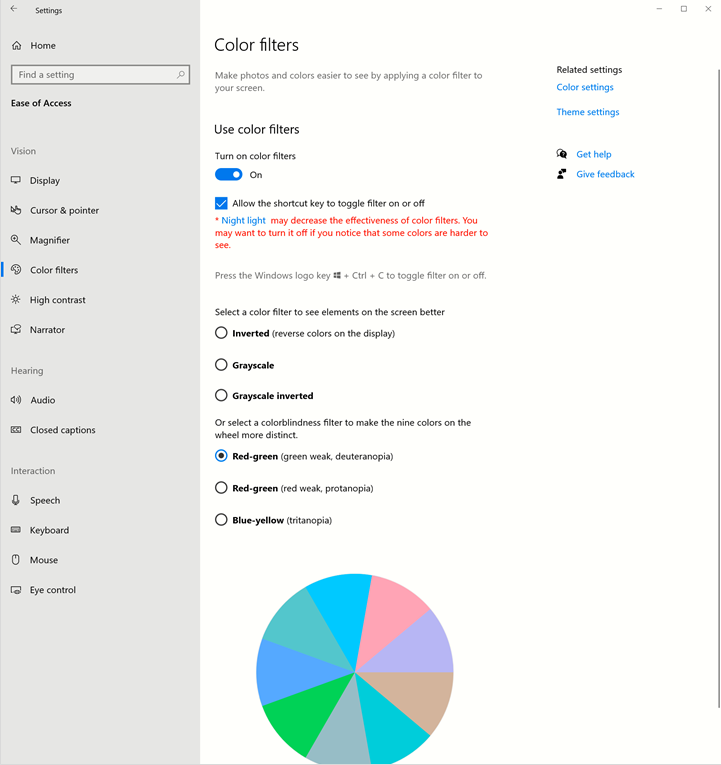 Settings
Home
Find a setting
Ease of Access
Vision
Display
Cursor & pointer
Magnifier
Color filters
High contrast
Narrator
Hearing
Audio
Closed captions
Interaction
Speech
Keyboard
Mouse
Eye control
Color filters
Make photos and colors easier to see by applying a color filter to
your screen.
Use color filters
Turn on color filters
On
Allow the shortcut key to toggle filter on or off
* Night light may decrease the effectiveness of color filters. You
may want to turn it off if you notice that some colors are harder to
see.
Press the Windows logo key + Ctrl + C to toggle filter on or off.
Select a color filter to see elements on the screen better
Inverted (reverse colors on the display)
Grayscale
Grayscale inverted
Or select a colorblindness filter to make the nine colors on the
wheel more distinct.
Red-green (green weak, deuteranopia)
Red-green (red weak, protanopia)
Blue-yellow (tritanopia)
Related settings
Color settings
Theme settings
Get help
Give feedback